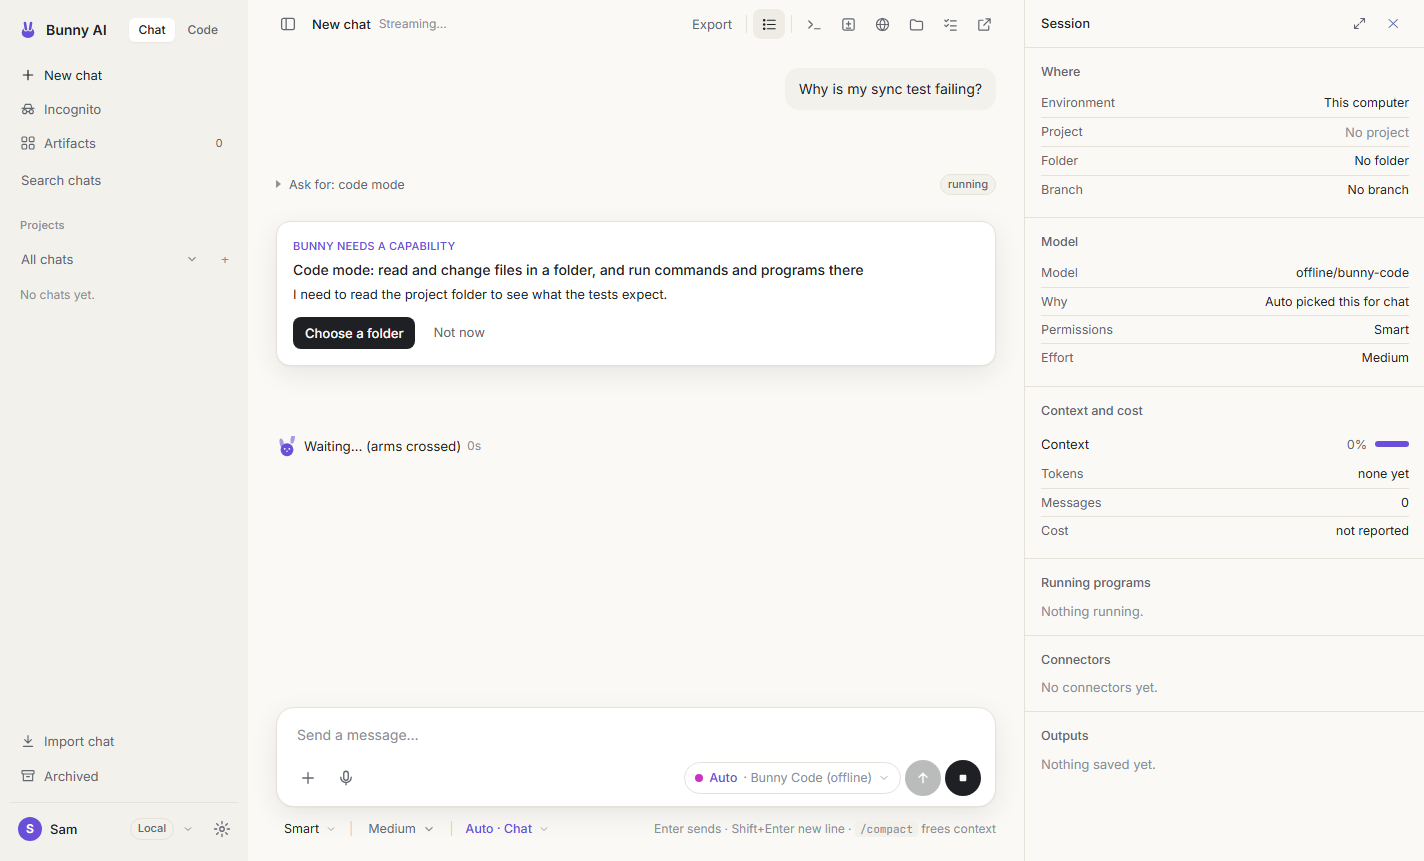 Bunny AI
Chat
Code
New chat
Incognito
Artifacts
0
Search chats
Projects
All chats
+
No chats yet.
Import chat
Archived
S
Sam
Local
New chat
Streaming...
Export
Why is my sync test failing?
Ask for: code mode
running
BUNNY NEEDS A CAPABILITY
Code mode: read and change files in a folder, and run commands and programs there
I need to read the project folder to see what the tests expect.
Choose a folder
Not now
Waiting... (arms crossed) 0s
Send a message...
Auto · Bunny Code (offline)
Smart
Medium
Auto · Chat
Enter sends · Shift+Enter new line · /compact frees context
Session
Where
Environment This computer
Project No project
Folder No folder
Branch No branch
Model
Model offline/bunny-code
Why Auto picked this for chat
Permissions Smart
Effort Medium
Context and cost
Context 0%
Tokens none yet
Messages 0
Cost not reported
Running programs
Nothing running.
Connectors
No connectors yet.
Outputs
Nothing saved yet.